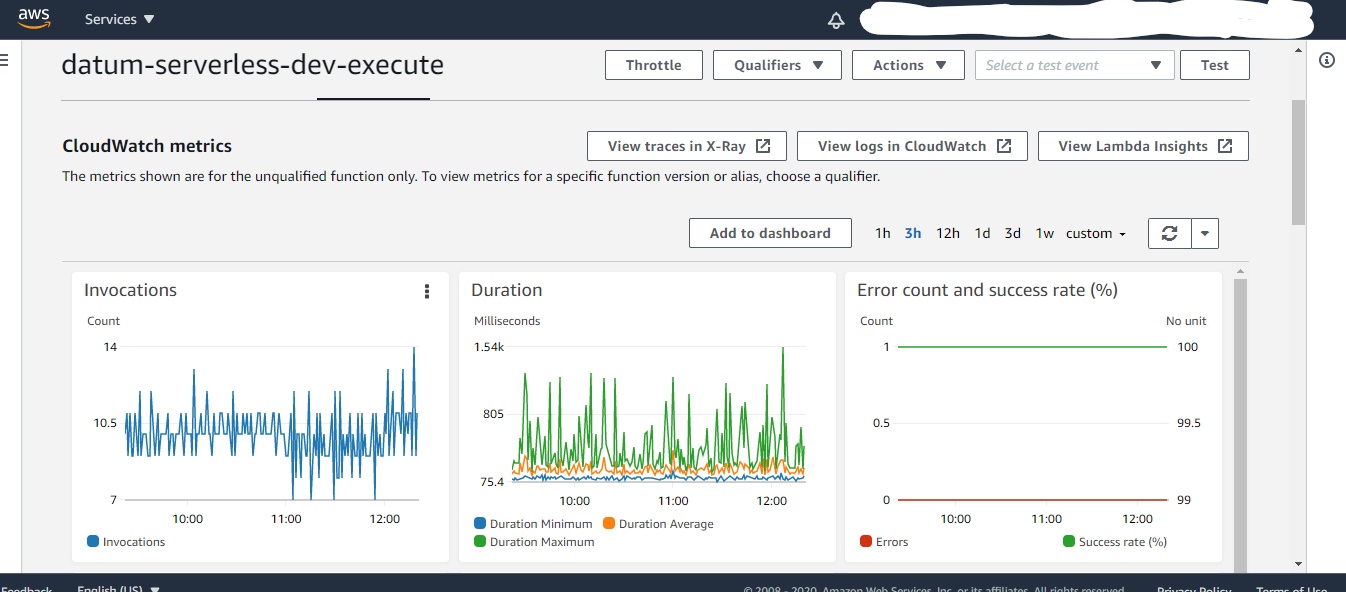 aws
Services
datum-serverless-dev-execute
Throttle
Qualifiers
Actions
Select a test event
Test
CloudWatch metrics
View traces in X-Ray
View logs in CloudWatch
View Lambda Insights
The metrics shown are for the unqualified function only. To view metrics for a specific function version or alias, choose a qualifier.
Add to dashboard
1h 3h 12h 1d 3d 1w custom
Invocations
Count
14
10.5
7
10:00 11:00 12:00
Invocations
Duration
Milliseconds
1.54k
805
75.4
10:00 11:00 12:00
Duration Minimum Duration Average
Duration Maximum
Error count and success rate (%)
Count No unit
1 100
0.5 99.5
0 99
10:00 11:00 12:00
Errors Success rate (%)
Feedback English (US) © 2008 - 2020, Amazon Web Services, Inc. or its affiliates. All rights reserved. Privacy Policy Terms of Use